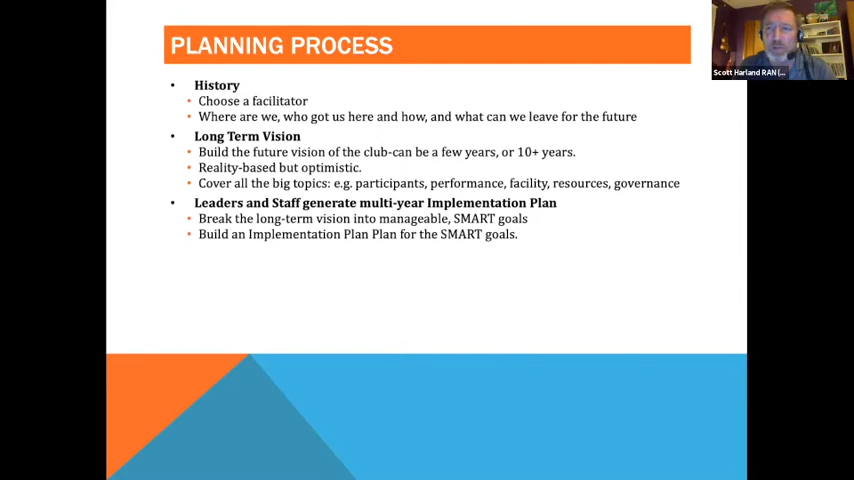 PLANNING PROCESS
Scott Harland RAN (...
• History
• Choose a facilitator
• Where are we, who got us here and how, and what can we leave for the future
• Long Term Vision
• Build the future vision of the club-can be a few years, or 10+ years.
• Reality-based but optimistic.
• Cover all the big topics: e.g. participants, performance, facility, resources, governance
• Leaders and Staff generate multi-year Implementation Plan
• Break the long-term vision into manageable, SMART goals
• Build an Implementation Plan Plan for the SMART goals.